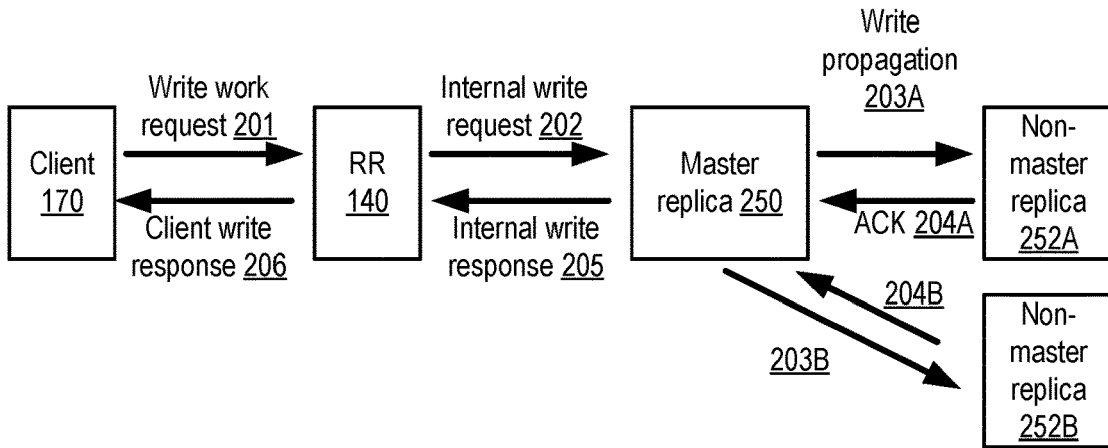 Write
propagation
203A
Write work
request 201
Internal write
request 202
Client
170
RR
140
Master
replica 250
Non-
master
replica
252A
Client write
response 206
Internal write
response 205
ACK 204A
204B
203B
Non-
master
replica
252B